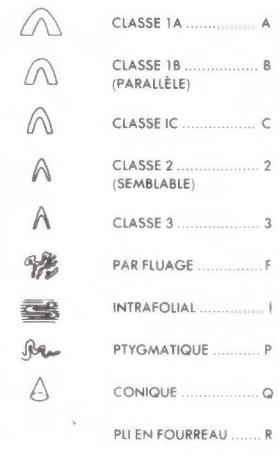 CLASSE 1A .............. A
CLASSE 1B ................ B
(PARALLÈLE)
CLASSE IC ................ C
CLASSE 2 .................. 2
(SEMBLABLE)
CLASSE 3 .................. 3
PAR FLUAGE ............. F
INTRAFOLIAL ............. I
PTYGMATIQUE .......... P
CONIQUE ................. Q
PLI EN FOURREAU ....... R